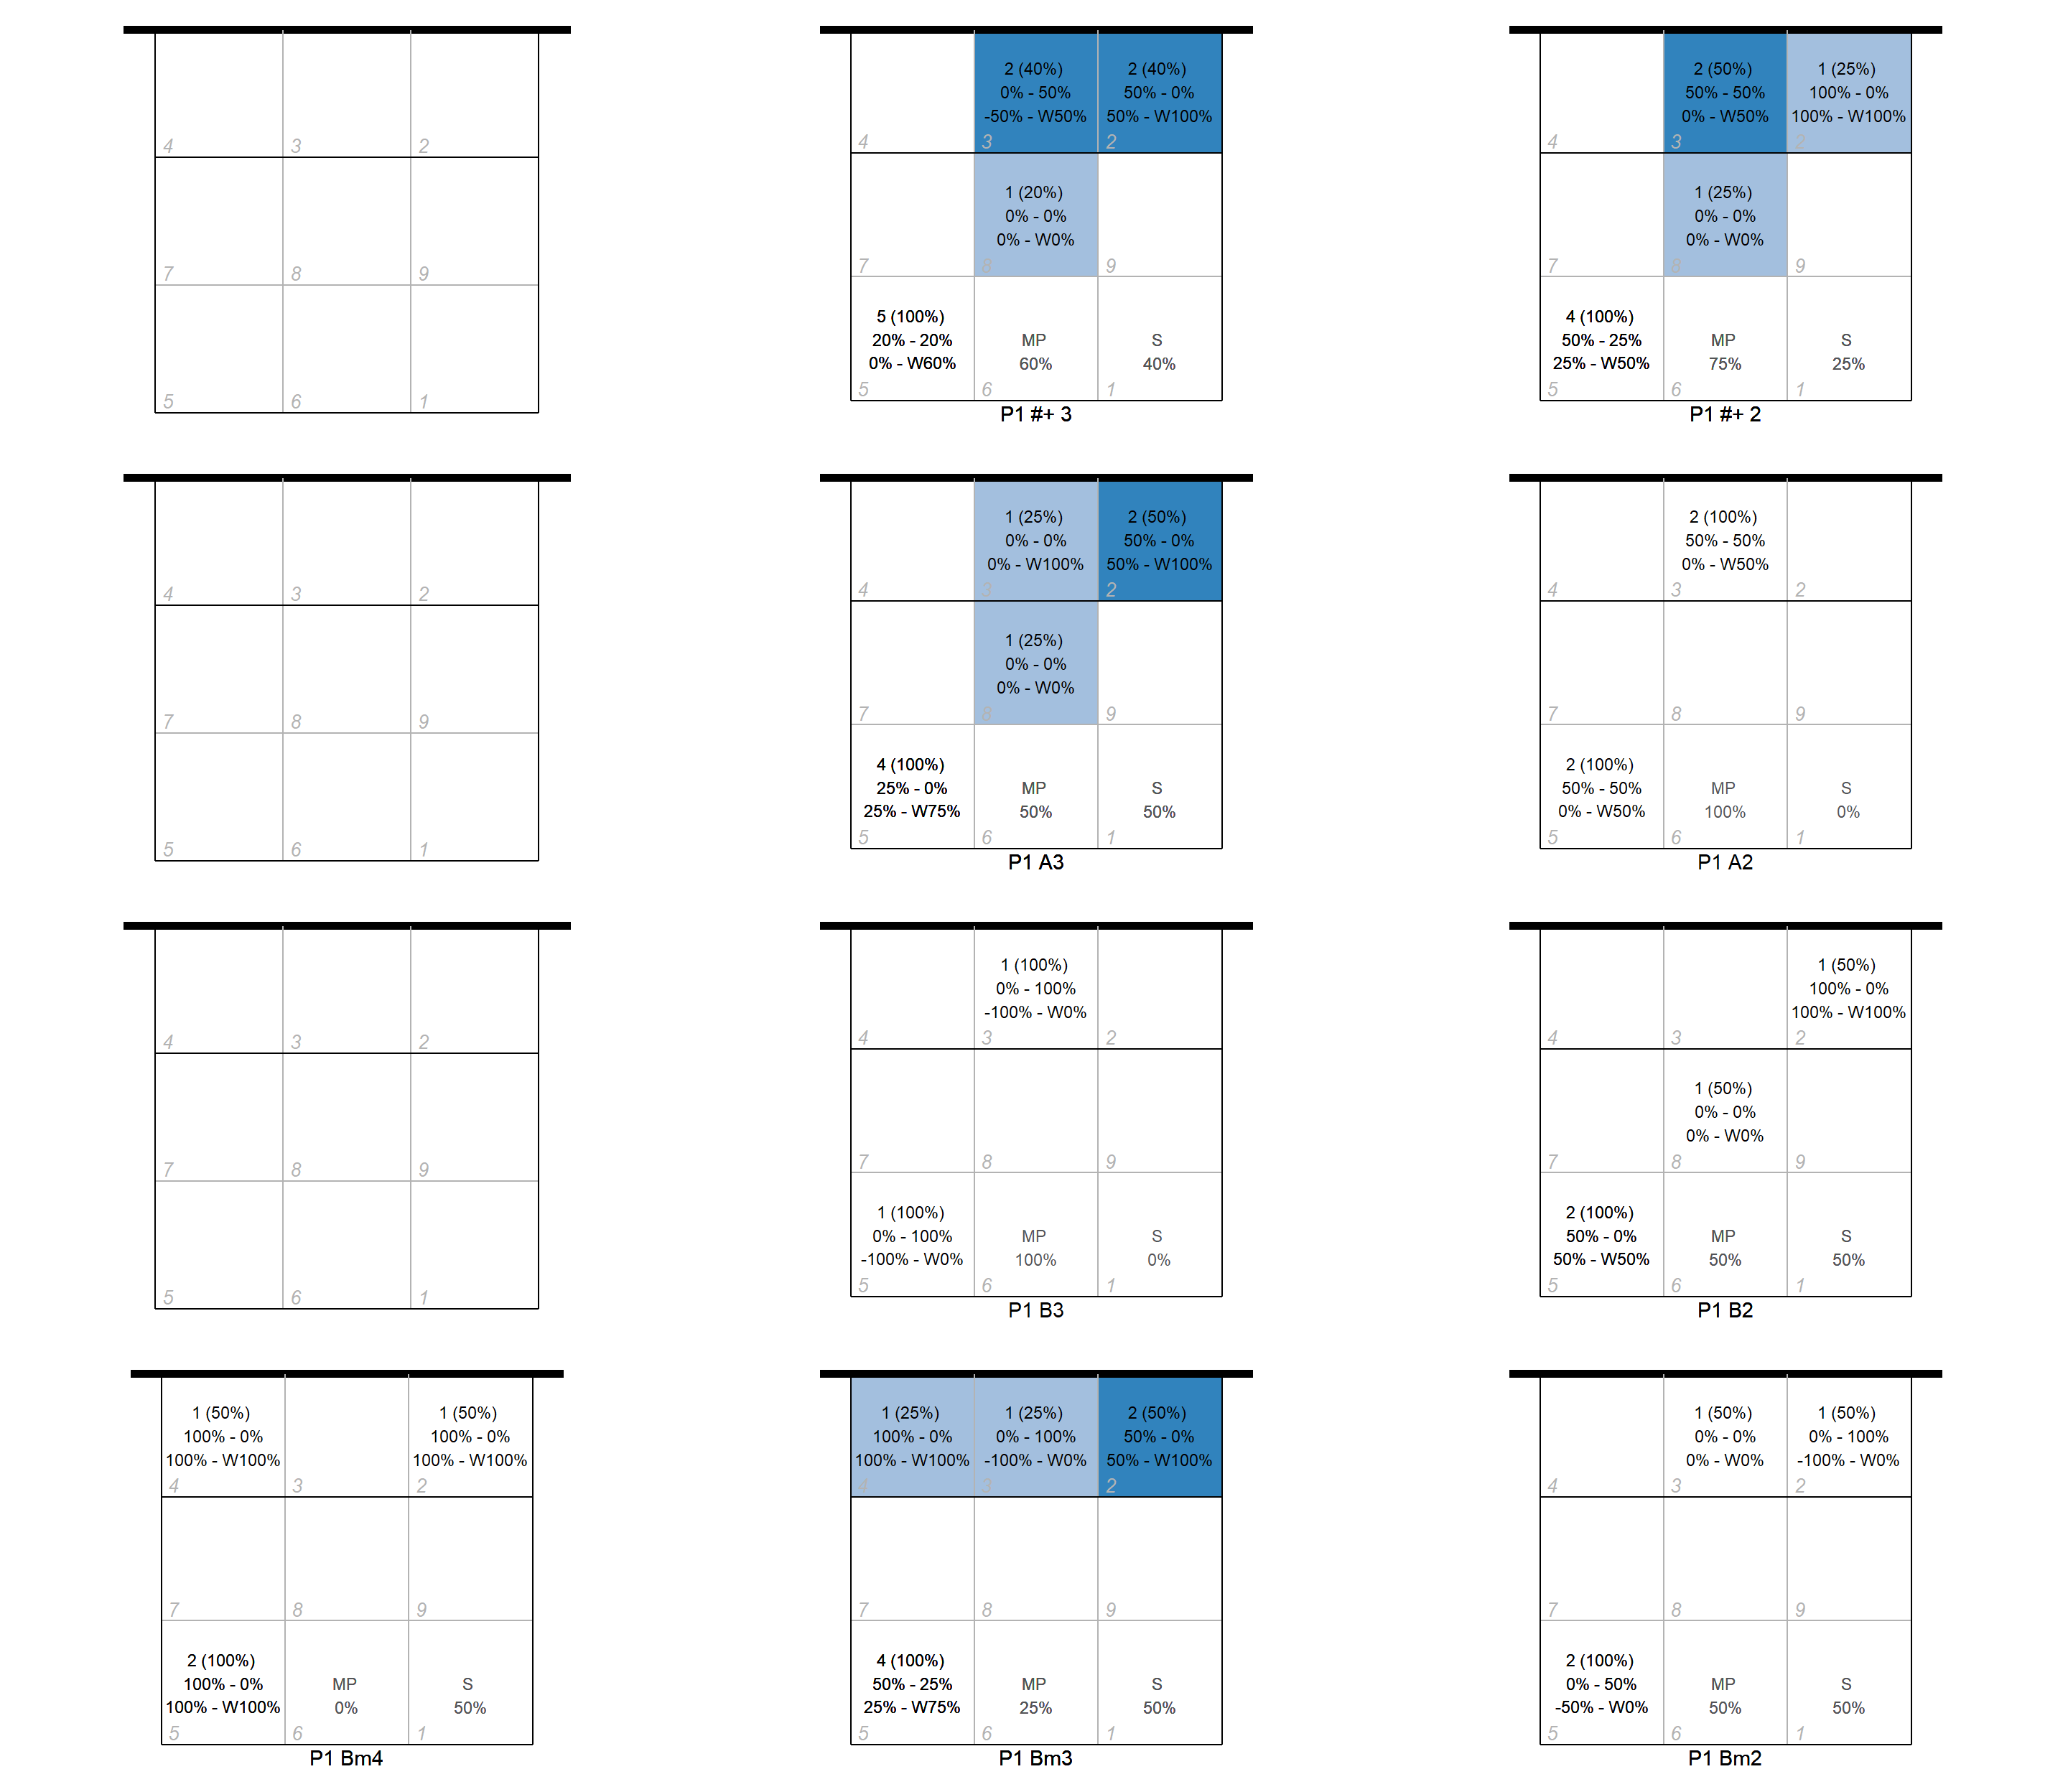 4 3 2
7 8 9
5 6 1
2 (40%) 2 (40%)
0% - 50% 50% - 0%
-50% - W50% 50% - W100%
4 3 2
1 (20%)
0% - 0%
0% - W0%
7 8 9
5 (100%)
20% - 20% MP S
0% - W60% 60% 40%
5 6 1
P1 #+ 3
2 (50%) 1 (25%)
50% - 50% 100% - 0%
0% - W50% 100% - W100%
4 3 2
1 (25%)
0% - 0%
0% - W0%
7 8 9
4 (100%)
50% - 25% MP S
25% - W50% 75% 25%
5 6 1
P1 #+ 2
4 3 2
7 8 9
5 6 1
1 (25%) 2 (50%)
0% - 0% 50% - 0%
0% - W100% 50% - W100%
4 3 2
1 (25%)
0% - 0%
0% - W0%
7 8 9
4 (100%)
25% - 0% MP S
25% - W75% 50% 50%
5 6 1
P1 A3
2 (100%)
50% - 50%
0% - W50%
4 3 2
7 8 9
2 (100%)
50% - 50% MP S
0% - W50% 100% 0%
5 6 1
P1 A2
4 3 2
7 8 9
5 6 1
1 (100%)
0% - 100%
-100% - W0%
4 3 2
7 8 9
1 (100%)
0% - 100% MP S
-100% - W0% 100% 0%
5 6 1
P1 B3
1 (50%)
100% - 0%
100% - W100%
4 3 2
1 (50%)
0% - 0%
0% - W0%
7 8 9
2 (100%)
50% - 0% MP S
50% - W50% 50% 50%
5 6 1
P1 B2
1 (50%) 1 (50%)
100% - 0% 100% - 0%
100% - W100% 100% - W100%
4 3 2
7 8 9
2 (100%)
100% - 0% MP S
100% - W100% 0% 50%
5 6 1
P1 Bm4
1 (25%) 1 (25%) 2 (50%)
100% - 0% 0% - 100% 50% - 0%
100% - W100% -100% - W0% 50% - W100%
4 3 2
7 8 9
4 (100%)
50% - 25% MP S
25% - W75% 25% 50%
5 6 1
P1 Bm3
1 (50%) 1 (50%)
0% - 0% 0% - 100%
0% - W0% -100% - W0%
4 3 2
7 8 9
2 (100%)
0% - 50% MP S
-50% - W0% 50% 50%
5 6 1
P1 Bm2